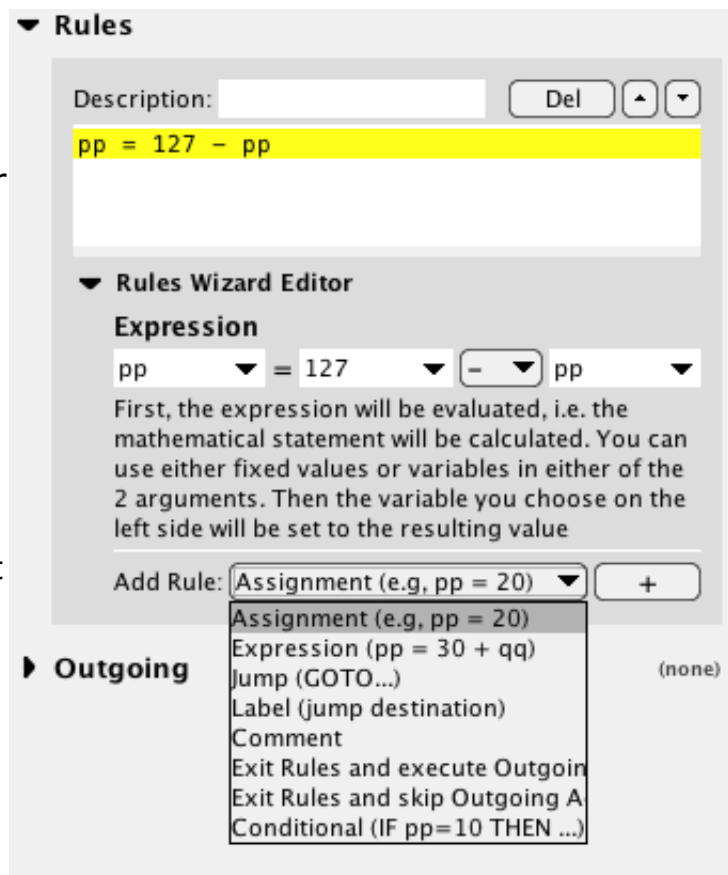 Rules
Description: Del
pp = 127 – pp
Rules Wizard Editor
Expression
pp = 127 – pp
First, the expression will be evaluated, i.e. the
mathematical statement will be calculated. You can
use either fixed values or variables in either of the
2 arguments. Then the variable you choose on the
left side will be set to the resulting value
Add Rule: Assignment (e.g, pp = 20) +
Assignment (e.g, pp = 20)
Expression (pp = 30 + qq)
Jump (GOTO...)
Label (jump destination)
Comment
Exit Rules and execute Outgoin
Exit Rules and skip Outgoing A
Conditional (IF pp=10 THEN ...)
Outgoing (none)